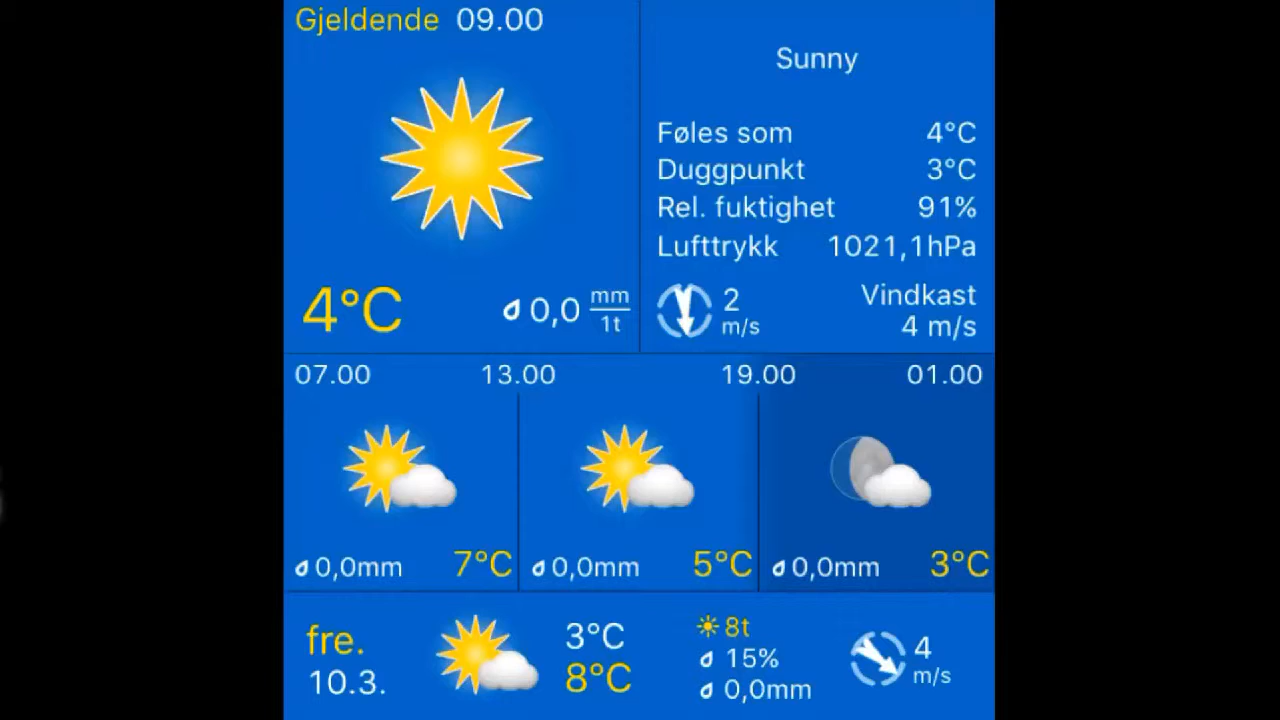 Gjeldende 09.00
4°C
0,0 mm
1t
Sunny
Føles som 4°C
Duggpunkt 3°C
Rel. fuktighet 91%
Lufttrykk 1021,1hPa
2
m/s
Vindkast
4 m/s
07.00 13.00 19.00 01.00
0,0mm 7°C 0,0mm 5°C 0,0mm 3°C
fre.
10.3.
3°C
8°C
8t
15%
0,0mm
4
m/s